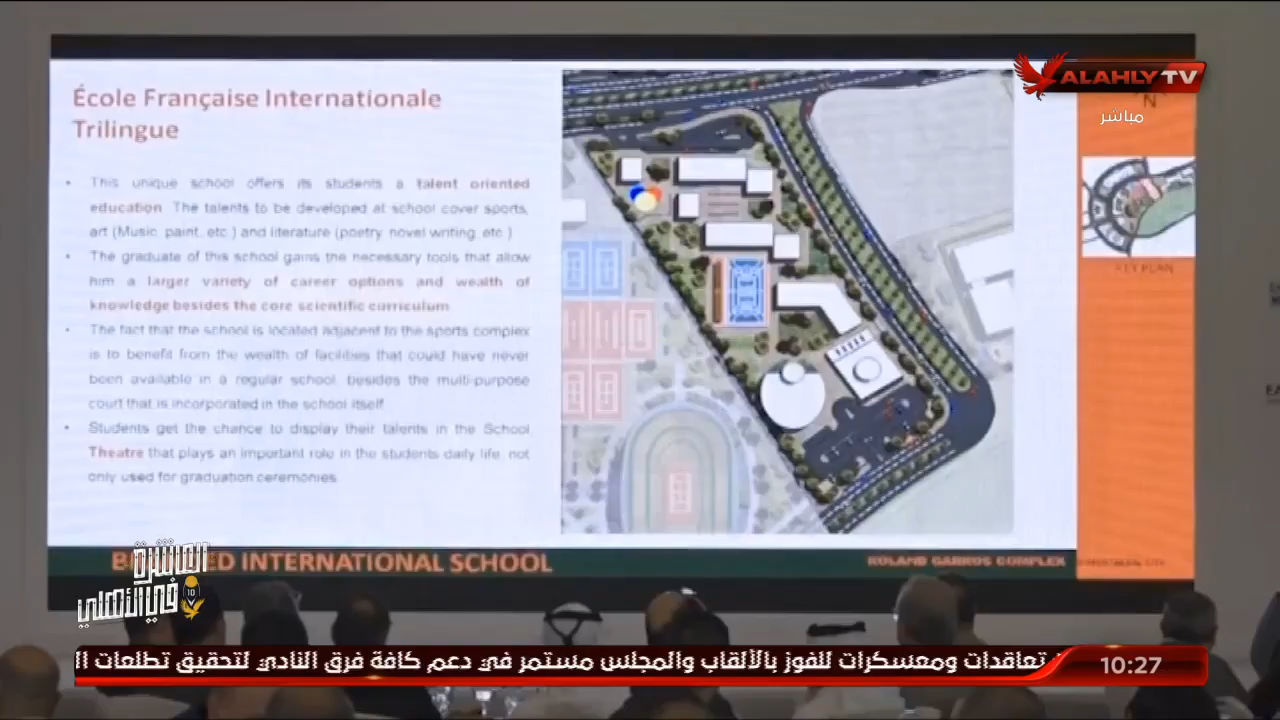 École Française Internationale
Trilingue
• This unique school offers its students a talent oriented
education. The talents to be developed at school cover sports,
art (Music, paint, etc.) and literature (poetry, novel writing, etc.)
• The graduate of this school gains the necessary tools that allow
him a larger variety of career options and wealth of
knowledge besides the core scientific curriculum
• The fact that the school is located adjacent to the sports complex
is to benefit from the wealth of facilities that could have never
been available in a regular school, besides the multi-purpose
court that is incorporated in the school itself
• Students get the chance to display their talents in the School
Theatre that plays an important role in the students daily life, not
only used for graduation ceremonies
ALAHLY TV
N
مباشر
KEY PLAN
ED INTERNATIONAL SCHOOL
ROLAND GARROS COMPLEX
العاشرة
في الأهلي
10
تعاقدات ومعسكرات للفوز بالألقاب والمجلس مستمر في دعم كافة فرق النادي لتحقيق تطلعات ال
10:27